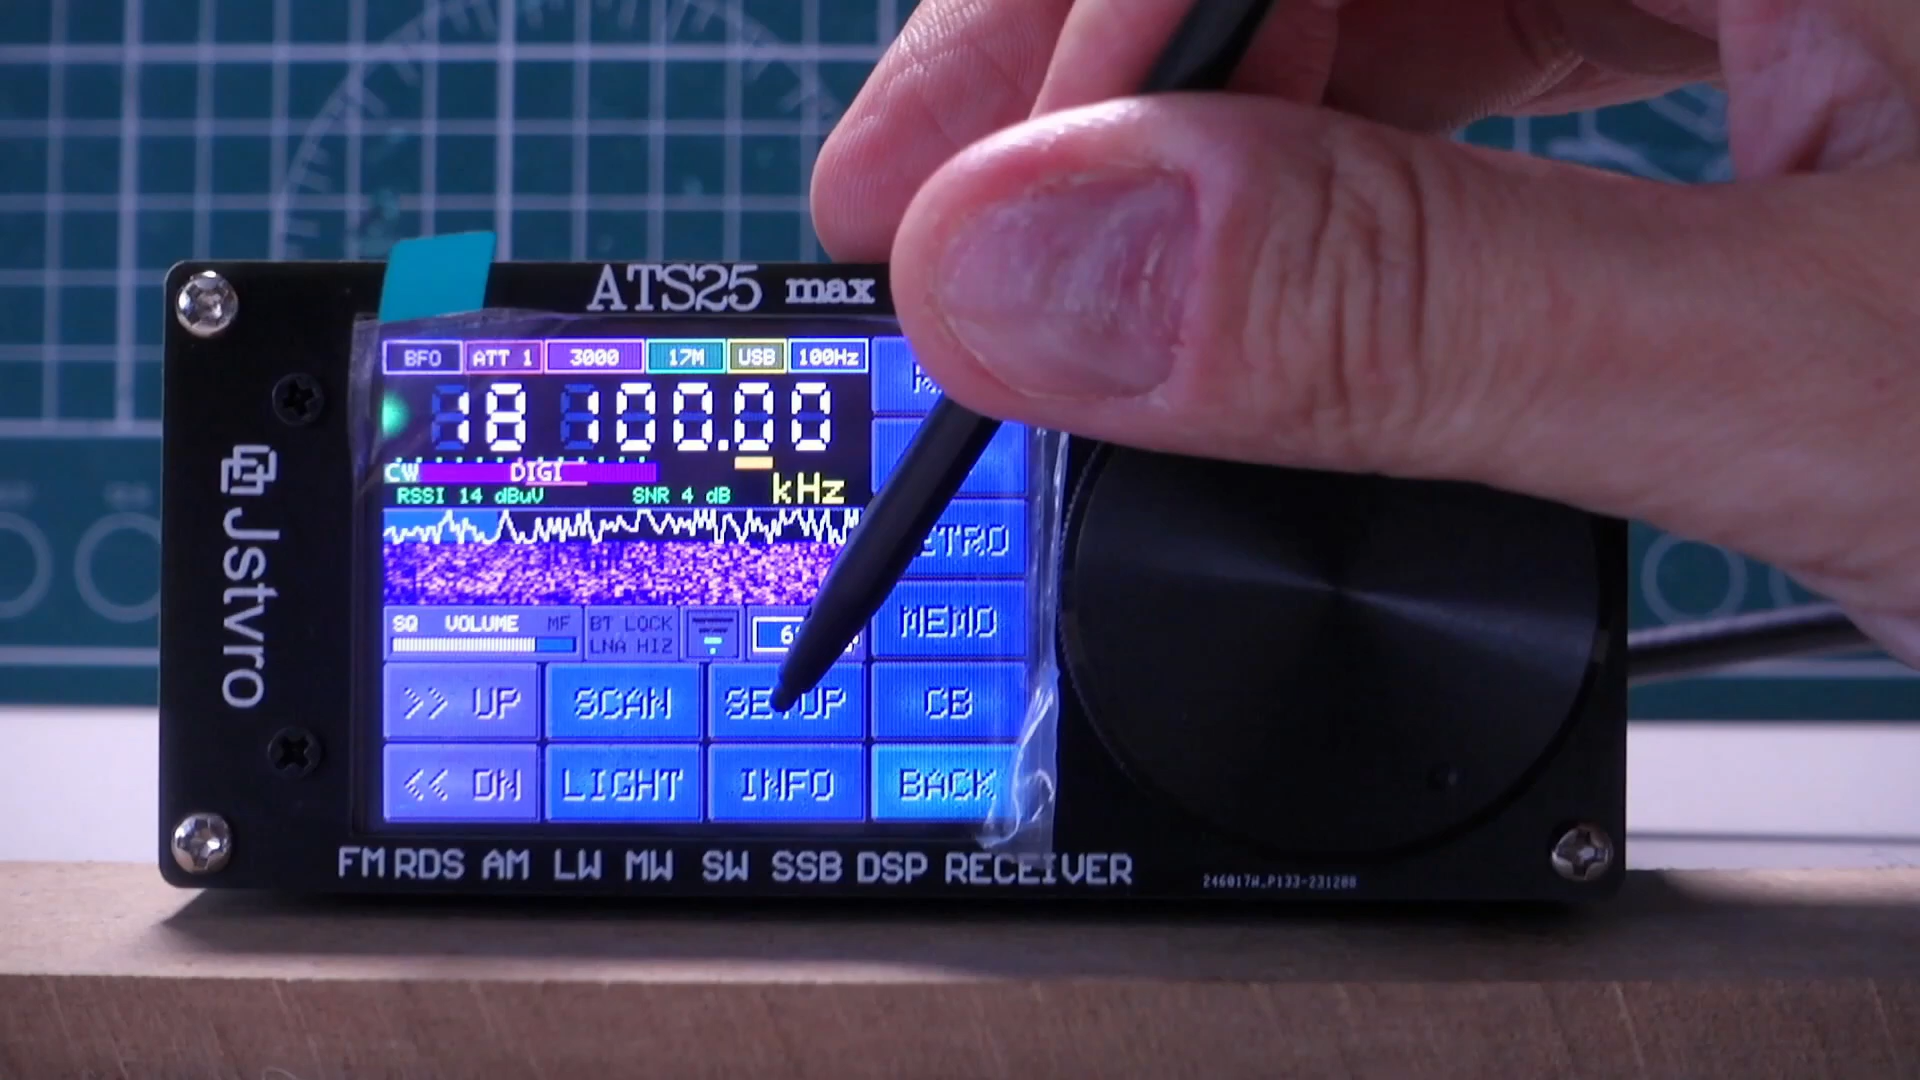 ATS25 max
Jstvro
BFO ATT 1 3000 17M USB 100Hz
18 100.00
CW DIGI
RSSI 14 dBuV SNR 4 dB kHz
SQ VOLUME MF BT LOCK
LNA HIZ
MEMO
>> UP SCAN SETUP CB
<< DN LIGHT INFO BACK
FM RDS AM LW MW SW SSB DSP RECEIVER